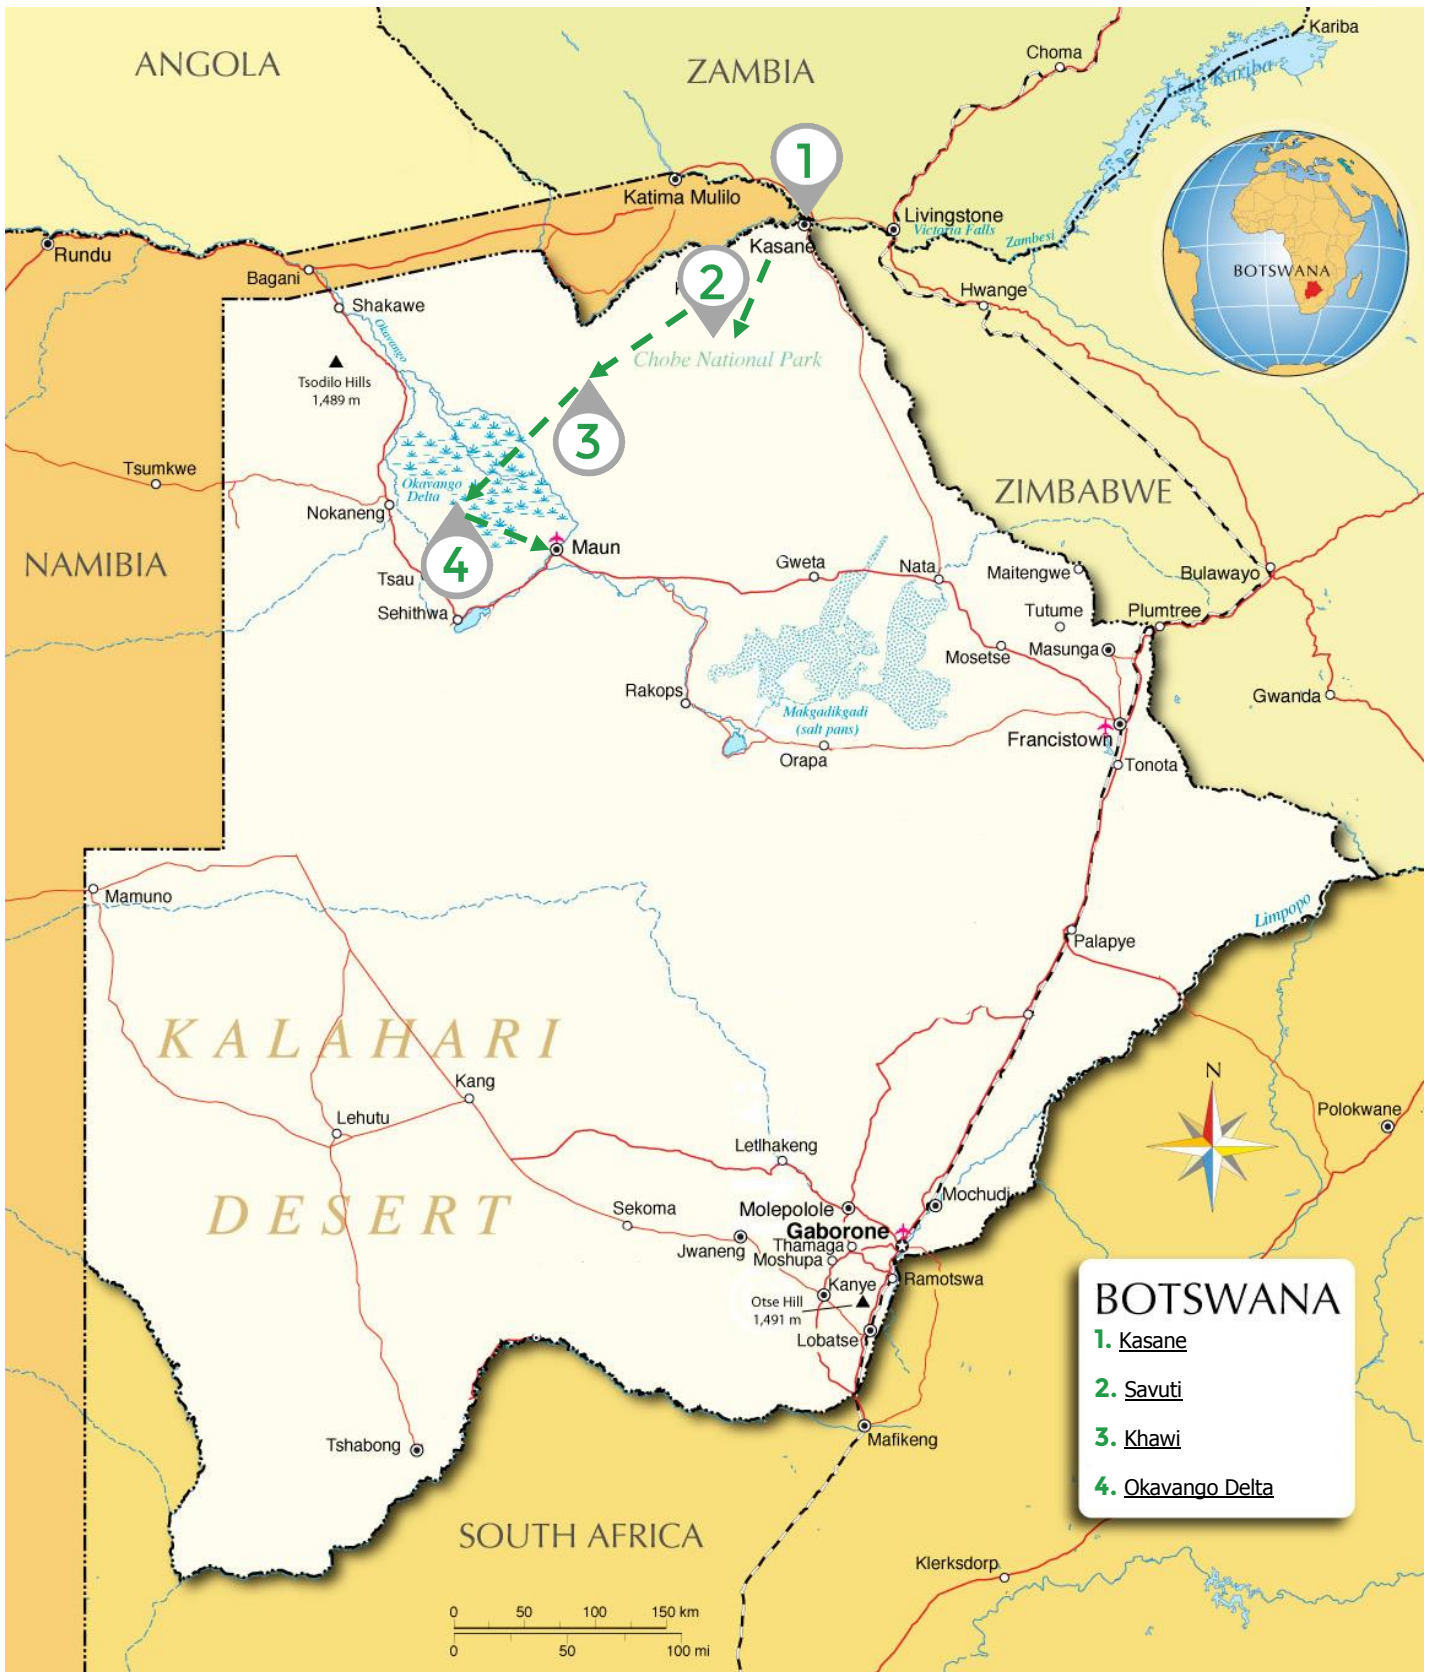 ANGOLA
ZAMBIA
Kariba
Choma
Lake Kariba
1
Katima Mulilo
Livingstone
Victoria Falls
Zambesi
Rundu
Kasane
Bagani
2
BOTSWANA
Hwange
Shakawe
Okavango
Chobe National Park
Tsodilo Hills
1,489 m
3
Tsumkwe
Okavango
Delta
ZIMBABWE
Nokaneng
NAMIBIA
4
Maun
Gweta
Nata
Maitengwe
Bulawayo
Tsau
Sehithwa
Tutume
Plumtree
Mosetse
Masunga
Rakops
Gwanda
Makgadikgadi
(salt pans)
Francistown
Orapa
Tonota
Mamuno
Limpopo
Palapye
KALAHARI
DESERT
Kang
N
Lehutu
Polokwane
Letlhakeng
Mochudi
Sekoma
Molepolole
Gaborone
Jwaneng
Thamaga
Moshupa
Kanye
Ramotswa
Otse Hill
1,491 m
Lobatse
BOTSWANA
1. Kasane
2. Savuti
3. Khawi
4. Okavango Delta
Tshabong
Mafikeng
SOUTH AFRICA
Klerksdorp
0 50 100 150 km
0 50 100 mi